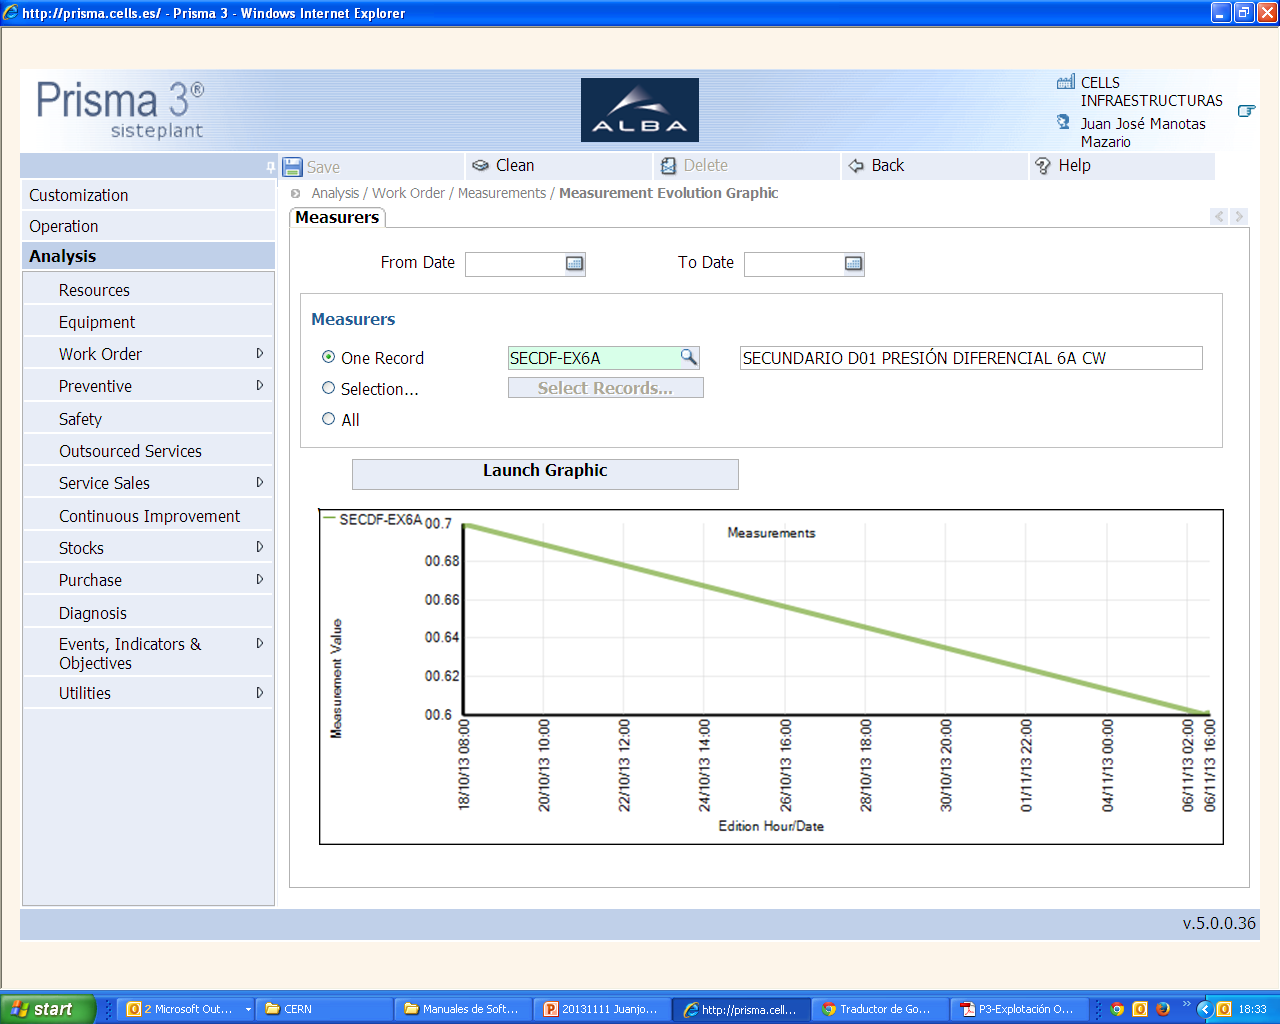 http://prisma.cells.es/ - Prisma 3 - Windows Internet Explorer
Prisma 3®
sisteplant
ALBA
CELLS
INFRAESTRUCTURAS
Juan José Manotas
Mazario
Save
Clean
Delete
Back
Help
Customization
Operation
Analysis
Resources
Equipment
Work Order
Preventive
Safety
Outsourced Services
Service Sales
Continuous Improvement
Stocks
Purchase
Diagnosis
Events, Indicators &
Objectives
Utilities
Analysis / Work Order / Measurements / Measurement Evolution Graphic
Measurers
From Date
To Date
Measurers
One Record
SECDF-EX6A
SECUNDARIO D01 PRESIÓN DIFERENCIAL 6A CW
Selection...
Select Records...
All
Launch Graphic
SECDF-EX6A
Measurements
00.7
00.68
00.66
00.64
00.62
00.6
Measurement Value
18/10/13 08:00
20/10/13 10:00
22/10/13 12:00
24/10/13 14:00
26/10/13 16:00
28/10/13 18:00
30/10/13 20:00
01/11/13 22:00
04/11/13 00:00
06/11/13 02:00
06/11/13 16:00
Edition Hour/Date
v.5.0.0.36
start
2 Microsoft Out...
CERN
Manuales de Soft...
20131111 Juanjo...
http://prisma.cell...
Traductor de Go...
P3-Explotación O...
18:33